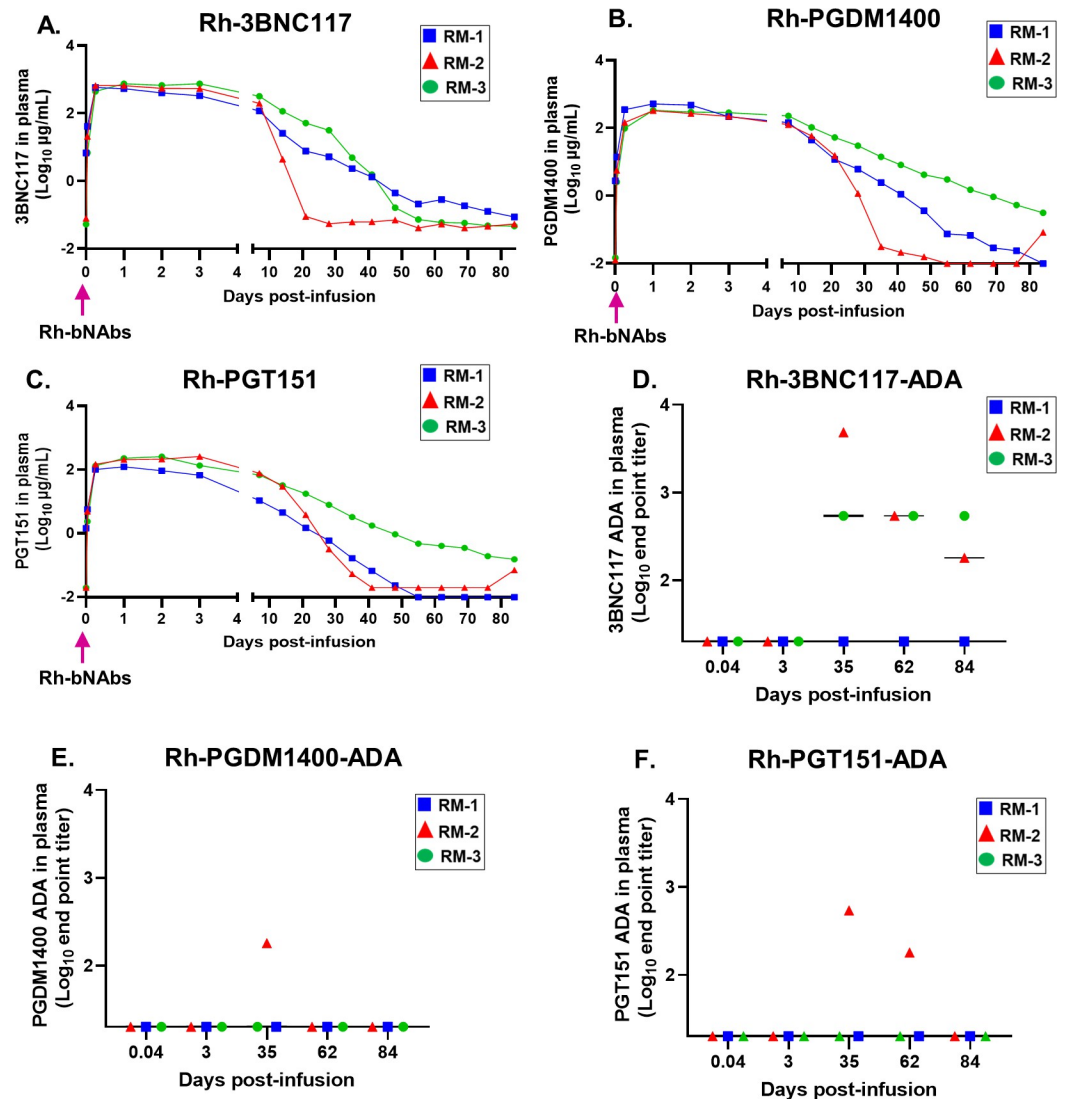 A.
Rh-3BNC117
RM-1
RM-2
RM-3
3BNC117 in plasma
(Log10 µg/mL)
4
2
0
-2
0 1 2 3 4 10 20 30 40 50 60 70 80
Days post-infusion
Rh-bNAbs
B.
Rh-PGDM1400
RM-1
RM-2
RM-3
PGDM1400 in plasma
(Log10 µg/mL)
4
2
0
-2
0 1 2 3 4 10 20 30 40 50 60 70 80
Days post-infusion
Rh-bNAbs
C.
Rh-PGT151
RM-1
RM-2
RM-3
PGT151 in plasma
(Log10 µg/mL)
4
2
0
-2
0 1 2 3 4 10 20 30 40 50 60 70 80
Days post-infusion
Rh-bNAbs
D.
Rh-3BNC117-ADA
RM-1
RM-2
RM-3
3BNC117 ADA in plasma
(Log10 end point titer)
4
3
2
0.04 3 35 62 84
Days post-infusion
E.
Rh-PGDM1400-ADA
RM-1
RM-2
RM-3
PGDM1400 ADA in plasma
(Log10 end point titer)
4
3
2
0.04 3 35 62 84
Days post-infusion
F.
Rh-PGT151-ADA
RM-1
RM-2
RM-3
PGT151 ADA in plasma
(Log10 end point titer)
4
3
2
0.04 3 35 62 84
Days post-infusion